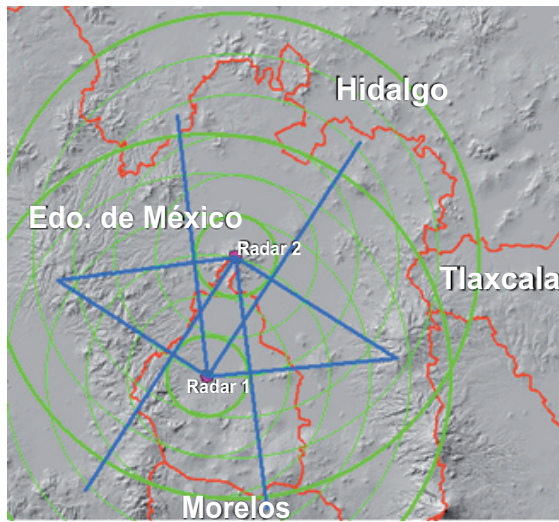 Hidalgo
Edo. de México
Radar 2
Tlaxcala
Radar 1
Morelos